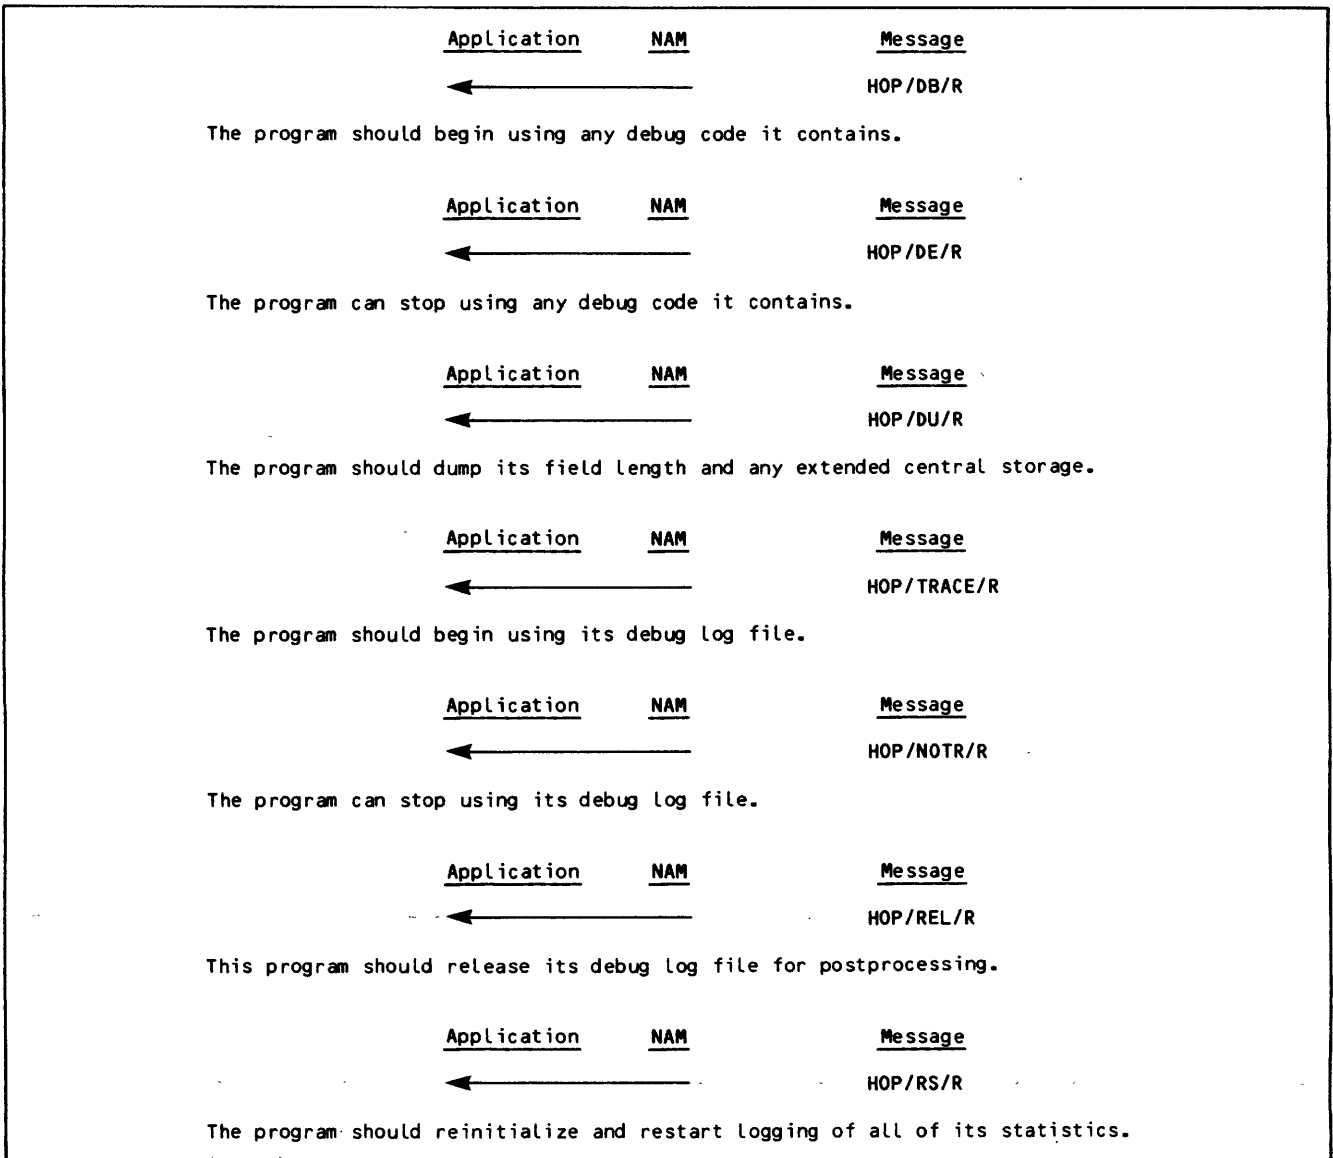 Application NAM Message
HOP/DB/R
The program should begin using any debug code it contains.
Application NAM Message
HOP/DE/R
The program can stop using any debug code it contains.
Application NAM Message
HOP/DU/R
The program should dump its field length and any extended central storage.
Application NAM Message
HOP/TRACE/R
The program should begin using its debug log file.
Application NAM Message
HOP/NOTR/R
The program can stop using its debug log file.
Application NAM Message
HOP/REL/R
This program should release its debug log file for postprocessing.
Application NAM Message
HOP/RS/R
The program should reinitialize and restart logging of all of its statistics.